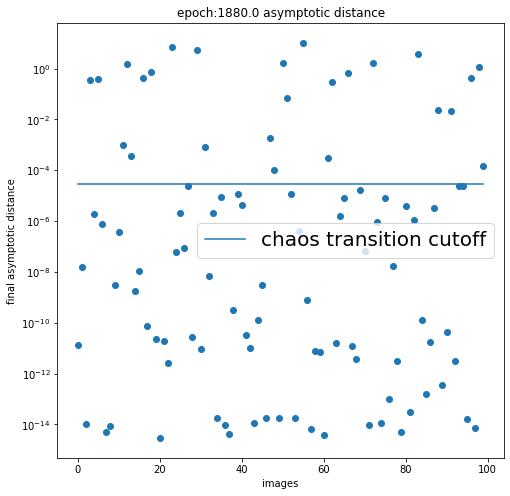 epoch:1880.0 asymptotic distance
10^0
10^-2
10^-4
10^-6
10^-8
10^-10
10^-12
10^-14
final asymptotic distance
chaos transition cutoff
0 20 40 60 80 100
images